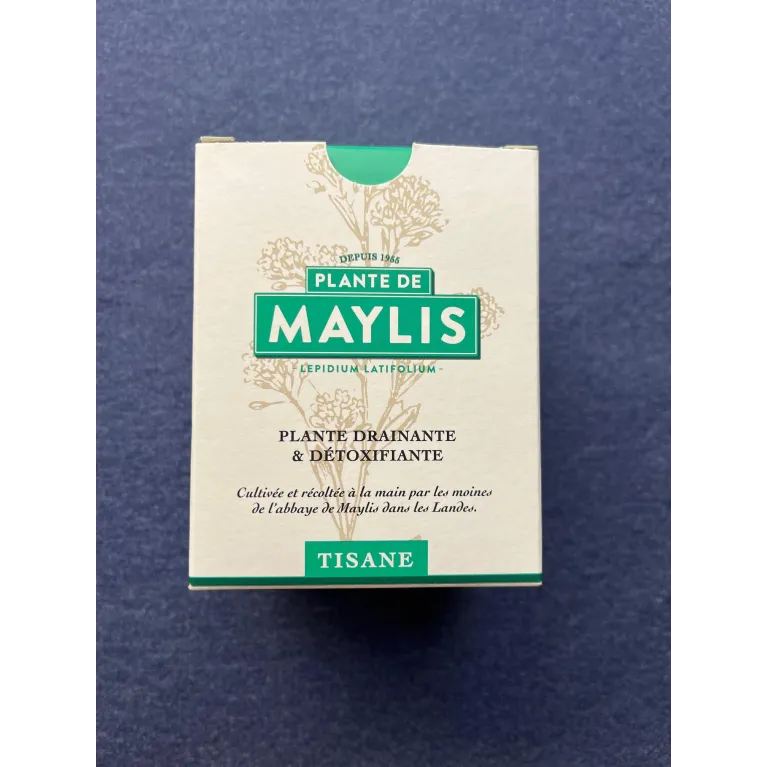 DEPUIS 1955
PLANTE DE
MAYLIS
- LEPIDIUM LATIFOLIUM -
PLANTE DRAINANTE
& DÉTOXIFIANTE
Cultivée et récoltée à la main par les moines
de l'abbaye de Maylis dans les Landes.
TISANE